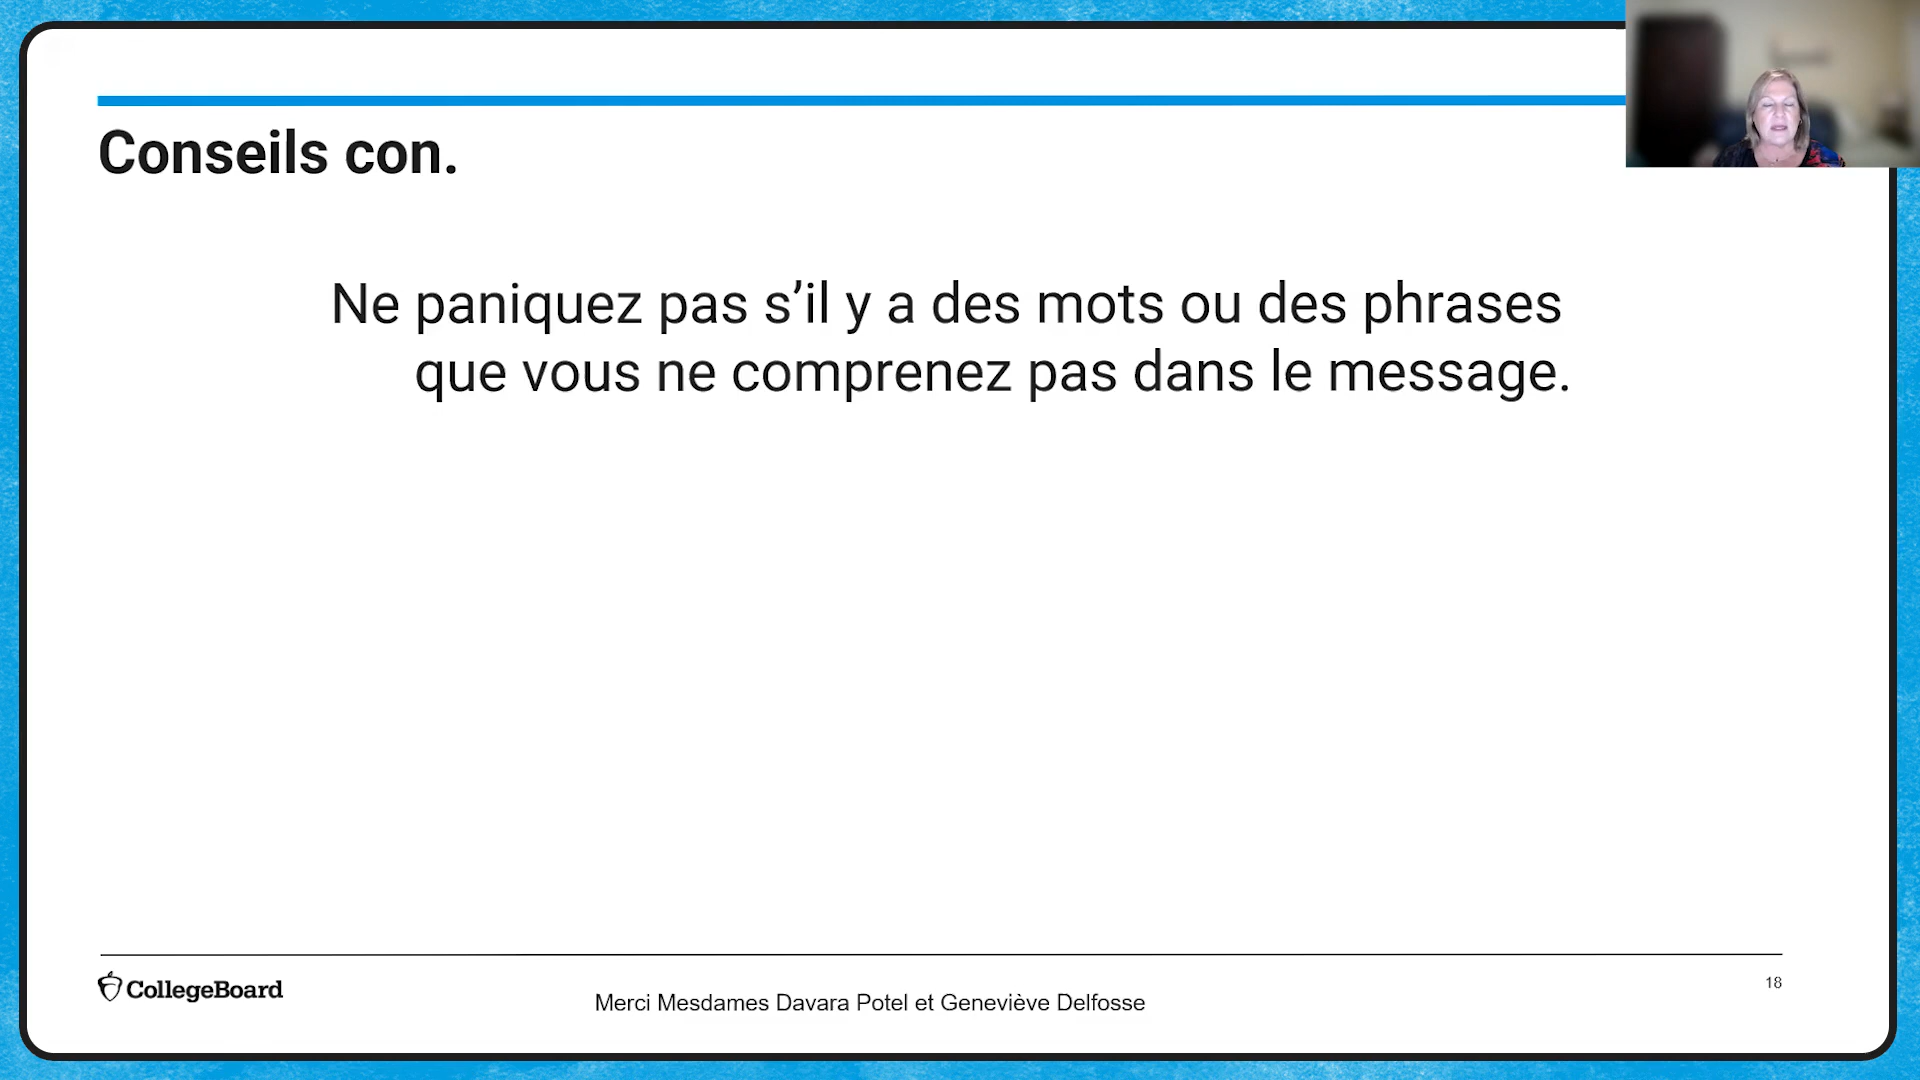 Conseils con.
Ne paniquez pas s’il y a des mots ou des phrases
que vous ne comprenez pas dans le message.
CollegeBoard
Merci Mesdames Davara Potel et Geneviève Delfosse
18